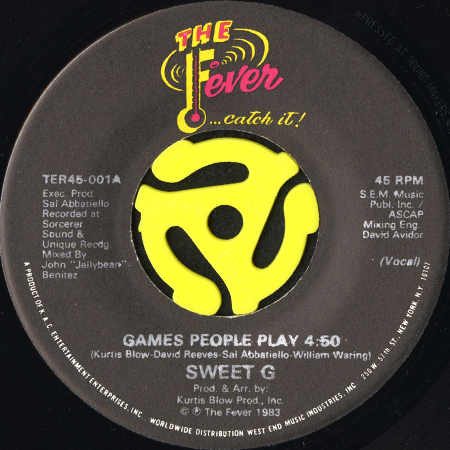 THE
Fever
...catch it!
TER45-001A
Exec. Prod.
Sal Abbatiello
Recorded at
Sorcerer
Sound &
Unique Recdg.
Mixed By
John "Jellybean"
Benitez
45 RPM
S.E.M. Music
Publ. Inc. /
ASCAP
Mixing Eng.
David Avidor
(Vocal)
GAMES PEOPLE PLAY 4:50
(Kurtis Blow-David Reeves-Sal Abbatiello-William Waring)
SWEET G
Prod. & Arr. by:
Kurtis Blow Prod., Inc.
© ℗ The Fever 1983
A PRODUCT OF K.A.C. ENTERTAINMENT ENTERPRISES, INC. WORLDWIDE DISTRIBUTION WEST END MUSIC INDUSTRIES, INC. 250 W. 57th ST. NEW YORK, N.Y. 10107